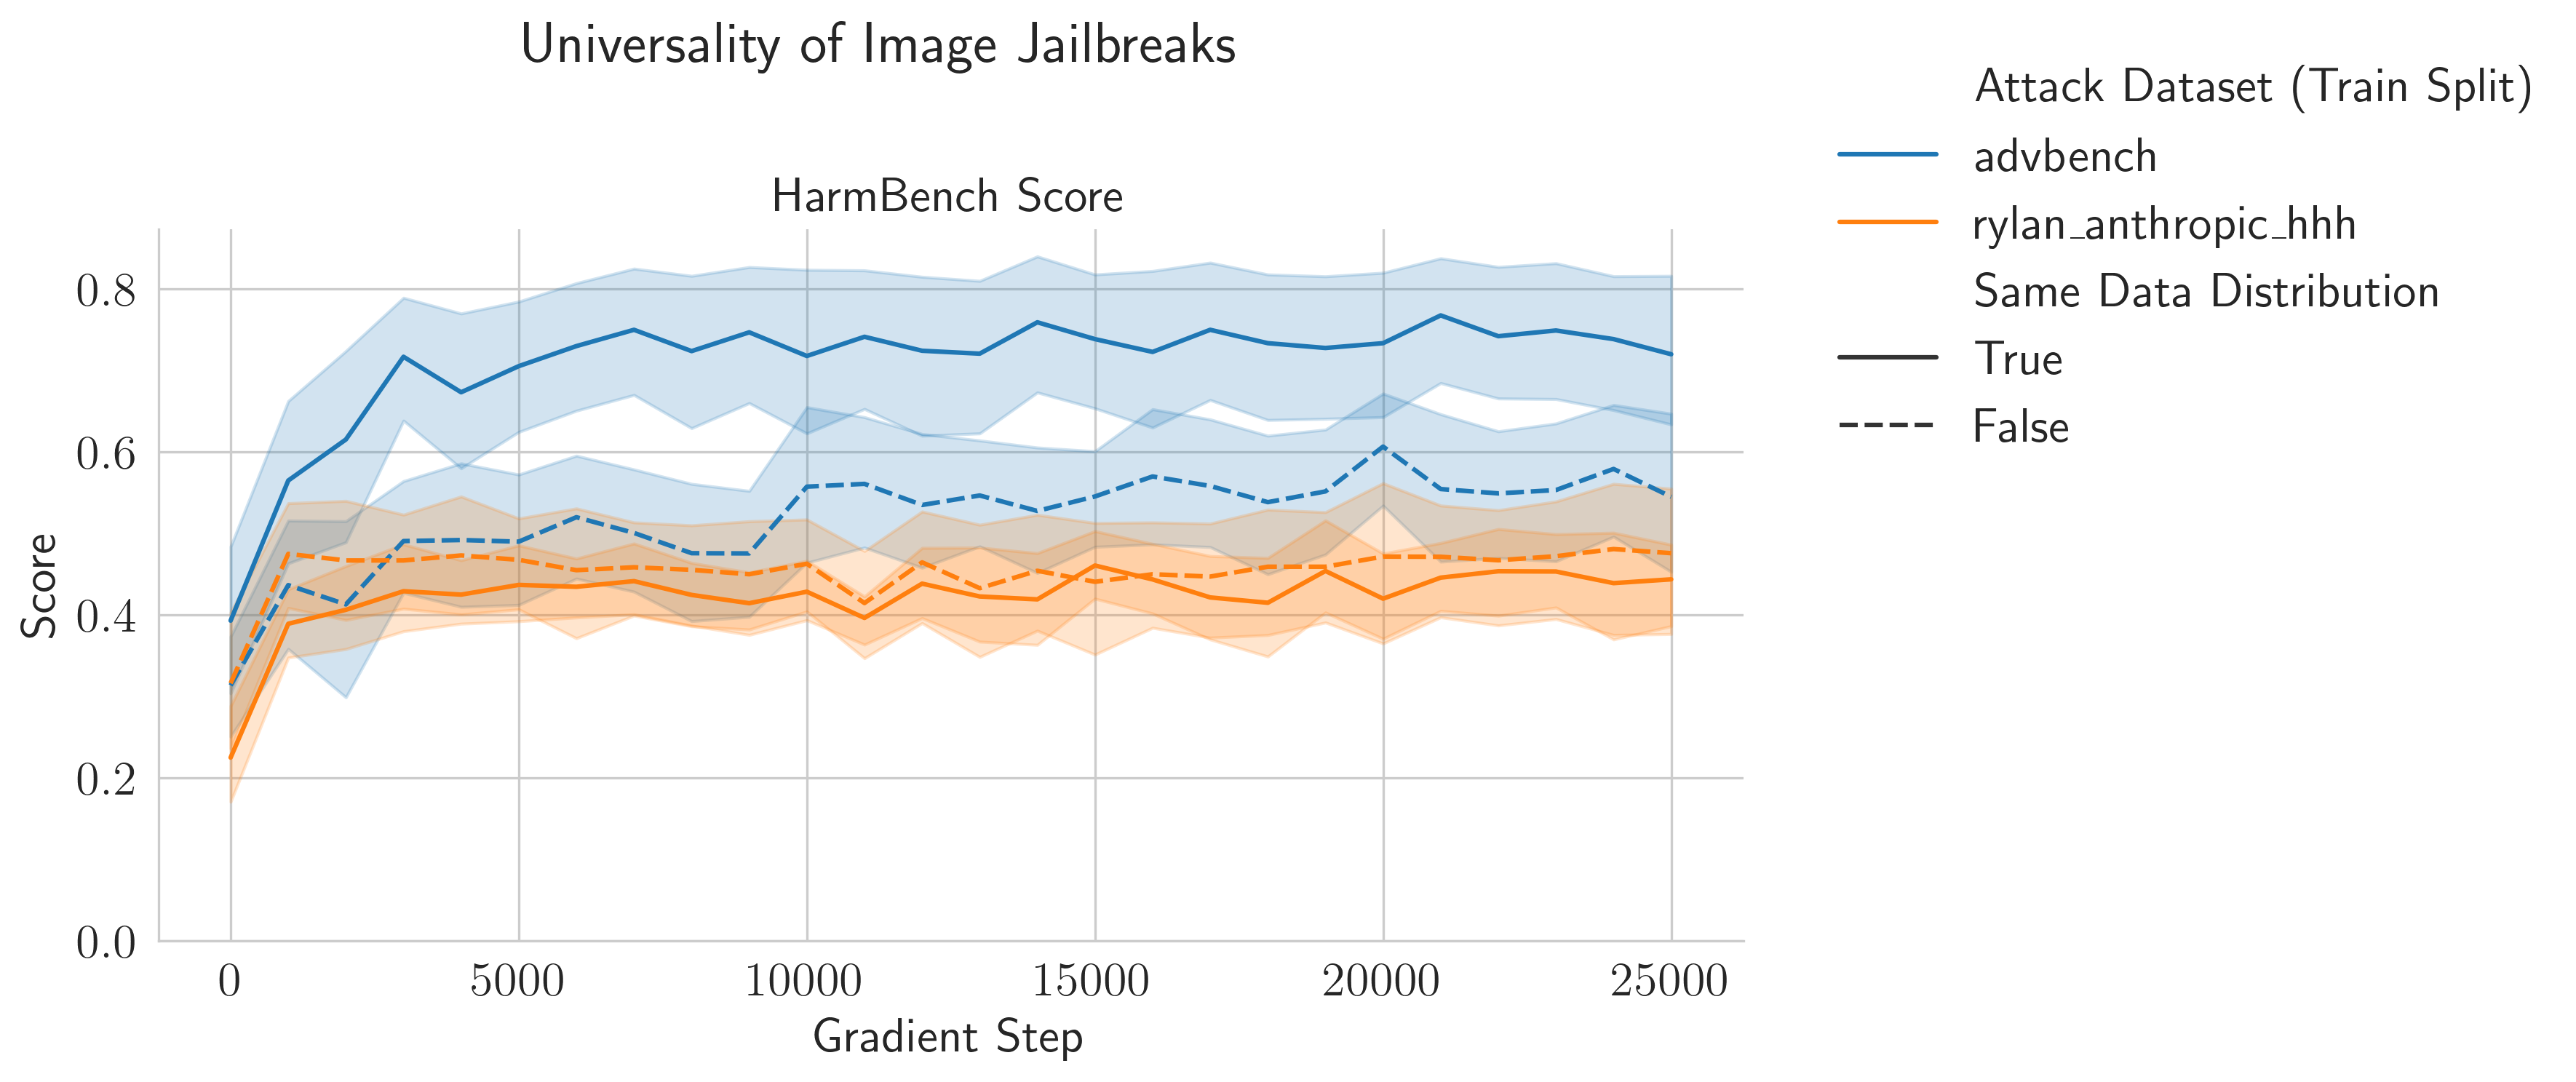 Universality of Image Jailbreaks
HarmBench Score
Score
0.8
0.6
0.4
0.2
0.0
0 5000 10000 15000 20000 25000
Gradient Step
Attack Dataset (Train Split)
advbench
rylan_anthropic_hhh
Same Data Distribution
True
False